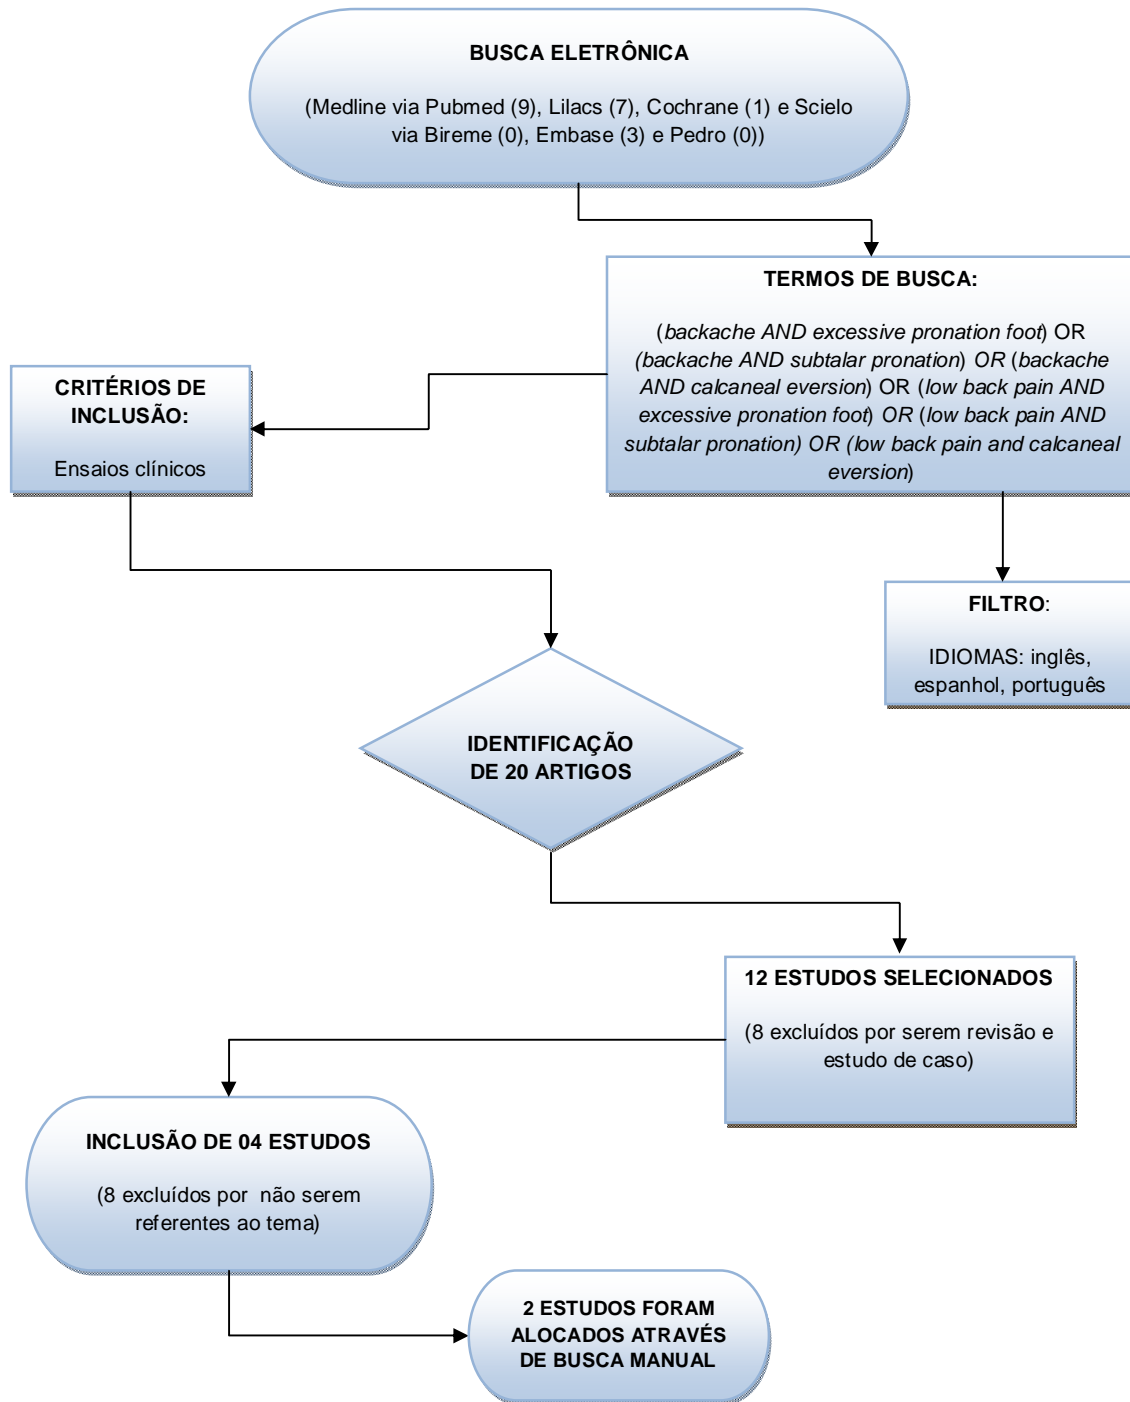 BUSCA ELETRÔNICA
(Medline via Pubmed (9), Lilacs (7), Cochrane (1) e Scielo
via Bireme (0), Embase (3) e Pedro (0))
TERMOS DE BUSCA:
(backache AND excessive pronation foot) OR
(backache AND subtalar pronation) OR (backache
AND calcaneal eversion) OR (low back pain AND
excessive pronation foot) OR (low back pain AND
subtalar pronation) OR (low back pain and calcaneal
eversion)
CRITÉRIOS DE
INCLUSÃO:
Ensaios clínicos
FILTRO:
IDIOMAS: inglês,
espanhol, português
IDENTIFICAÇÃO
DE 20 ARTIGOS
12 ESTUDOS SELECIONADOS
(8 excluídos por serem revisão e
estudo de caso)
INCLUSÃO DE 04 ESTUDOS
(8 excluídos por não serem
referentes ao tema)
2 ESTUDOS FORAM
ALOCADOS ATRAVÉS
DE BUSCA MANUAL